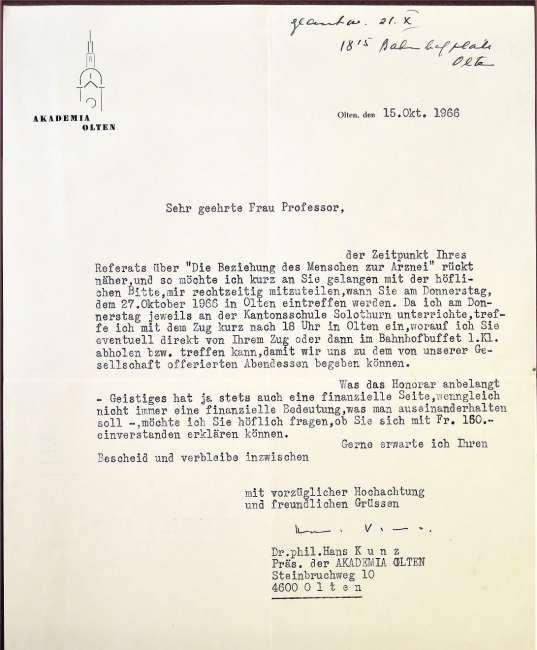 21. X
18¹⁵ Bahnhofplatz
Olten
AKADEMIA
OLTEN
Olten, den 15.Okt. 1966
Sehr geehrte Frau Professor,
der Zeitpunkt Ihres
Referats über "Die Beziehung des Menschen zur Arznei" rückt
näher,und so möchte ich kurz an Sie gelangen mit der höfli-
chen Bitte,mir rechtzeitig mitzuteilen,wann Sie am Donnerstag,
dem 27.Oktober 1966 in Olten eintreffen werden. Da ich am Don-
nerstag jeweils an der Kantonsschule Solothurn unterrichte,tref-
fe ich mit dem Zug kurz nach 18 Uhr in Olten ein,worauf ich Sie
eventuell direkt von Ihrem Zug oder dann im Bahnhofbuffet 1.Kl.
abholen bzw. treffen kann,damit wir uns zu dem von unserer Ge-
sellschaft offerierten Abendessen begeben können.
Was das Honorar anbelangt
- Geistiges hat ja stets auch eine finanzielle Seite,wenngleich
nicht immer eine finanzielle Bedeutung,was man auseinanderhalten
soll -,möchte ich Sie höflich fragen,ob Sie sich mit Fr. 150.-
einverstanden erklären können.
Gerne erwarte ich Ihren
Bescheid und verbleibe inzwischen
mit vorzüglicher Hochachtung
und freundlichen Grüssen
Dr.phil.Hans K u n z
Präs. der AKADEMIA OLTEN
Steinbruchweg 10
4600 O l t e n